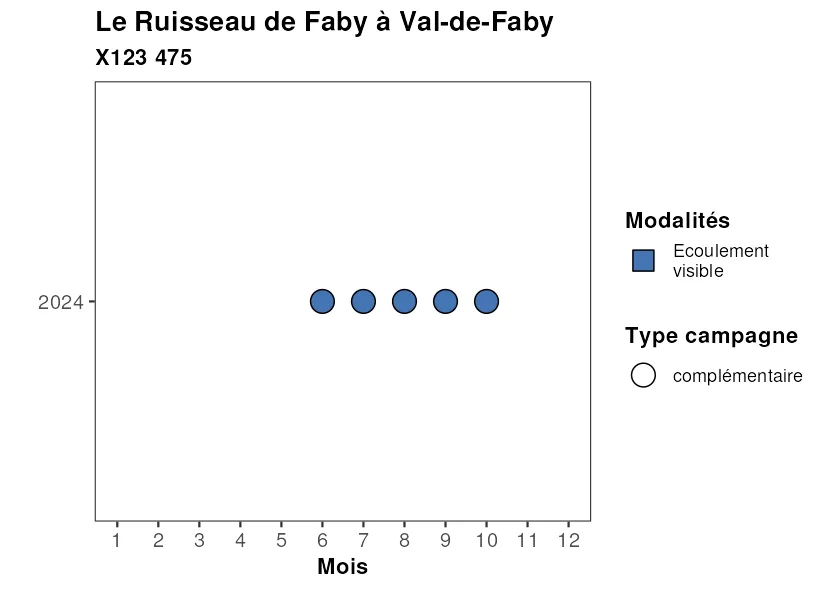 Le Ruisseau de Faby à Val-de-Faby
X123 475
2024
1 2 3 4 5 6 7 8 9 10 11 12
Mois
Modalités
Ecoulement
visible
Type campagne
complémentaire